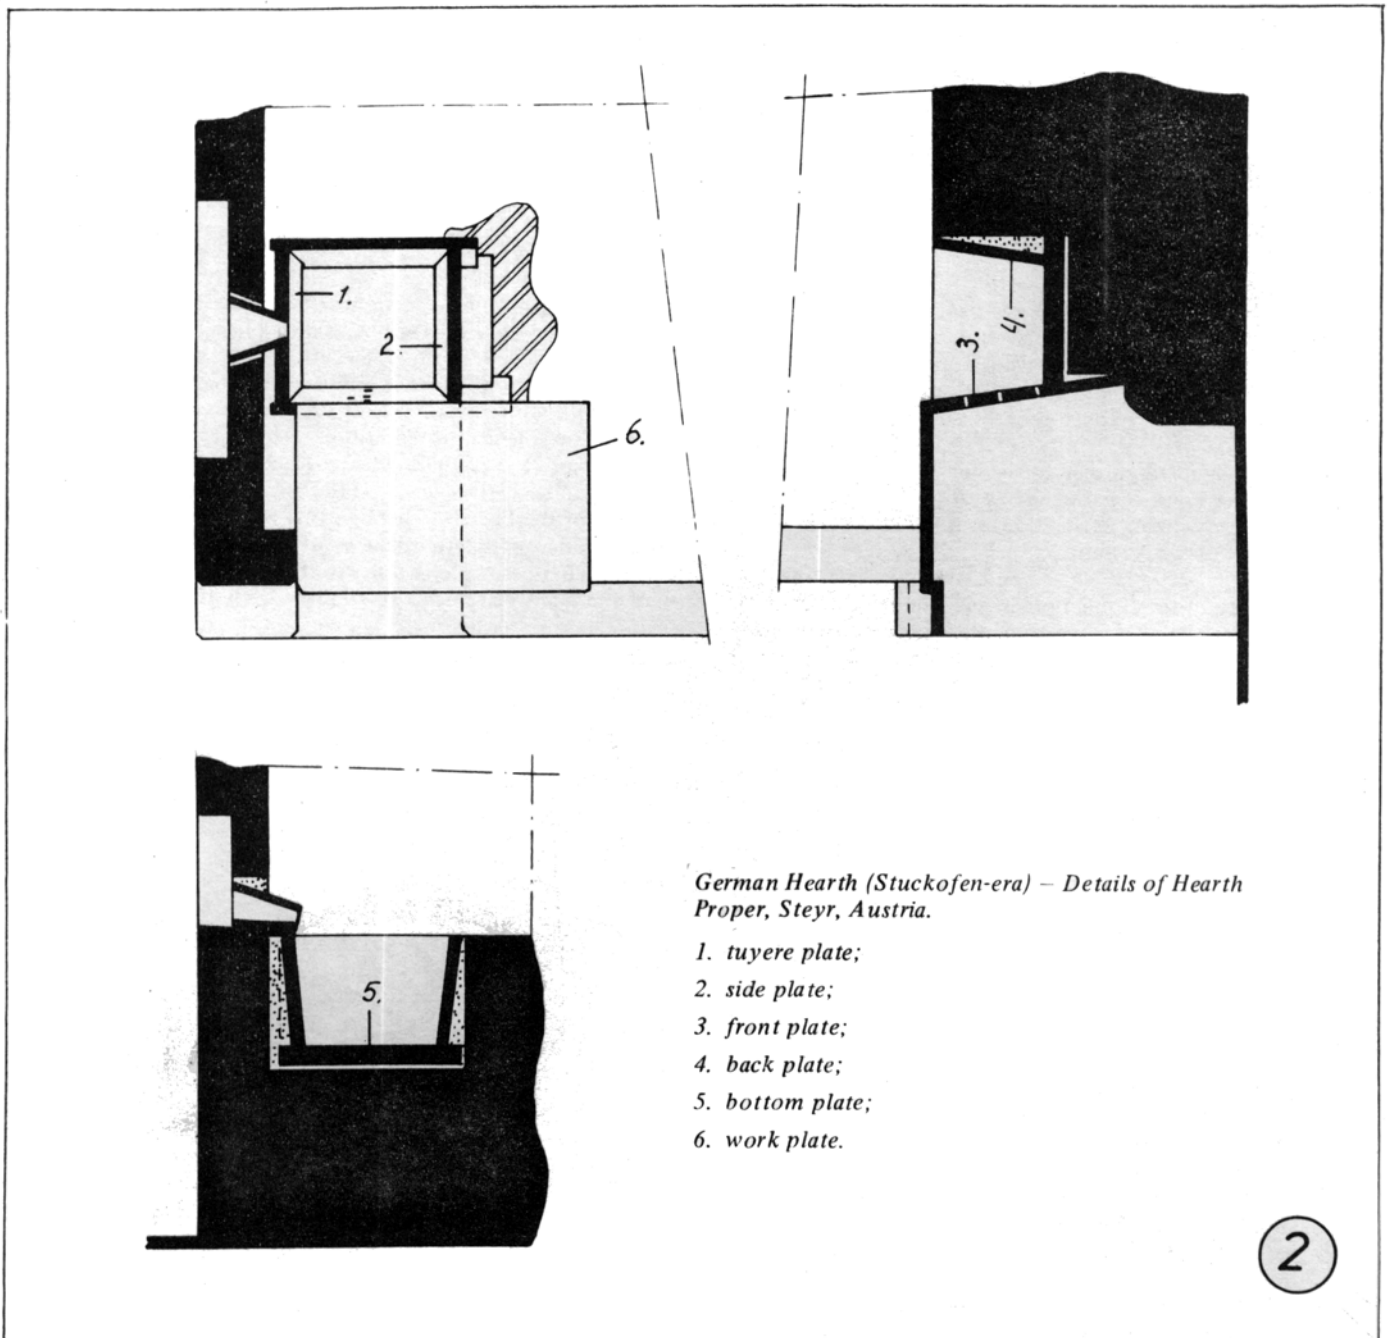 1.
2.
6.
3.
4.
5.
German Hearth (Stuckofen-era) – Details of Hearth
Proper, Steyr, Austria.
1. tuyere plate;
2. side plate;
3. front plate;
4. back plate;
5. bottom plate;
6. work plate.
2